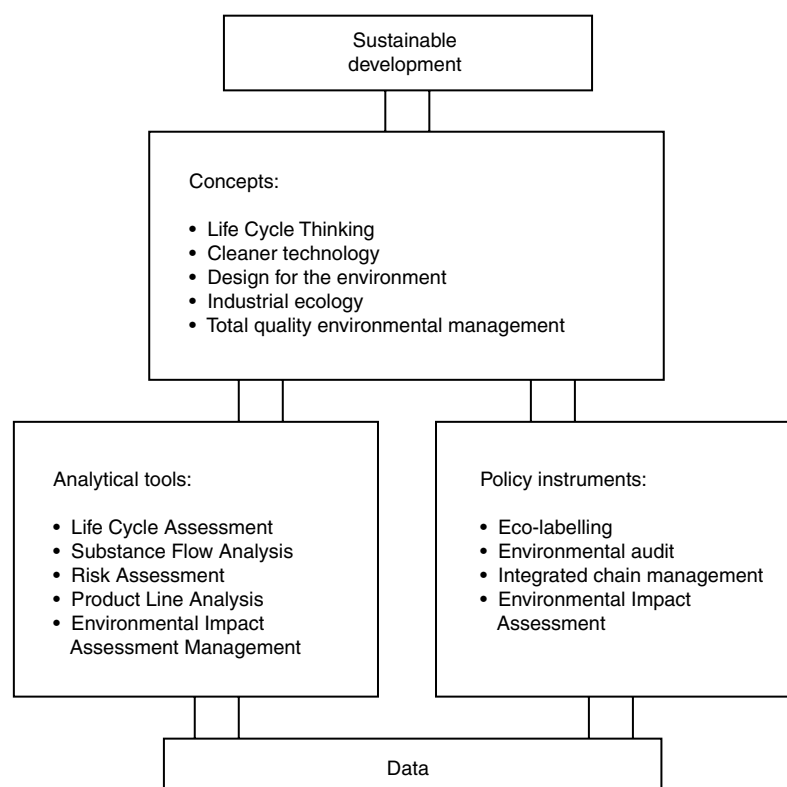 Sustainable
development
Concepts:
• Life Cycle Thinking
• Cleaner technology
• Design for the environment
• Industrial ecology
• Total quality environmental management
Analytical tools:
• Life Cycle Assessment
• Substance Flow Analysis
• Risk Assessment
• Product Line Analysis
• Environmental Impact
Assessment Management
Policy instruments:
• Eco-labelling
• Environmental audit
• Integrated chain management
• Environmental Impact
Assessment
Data